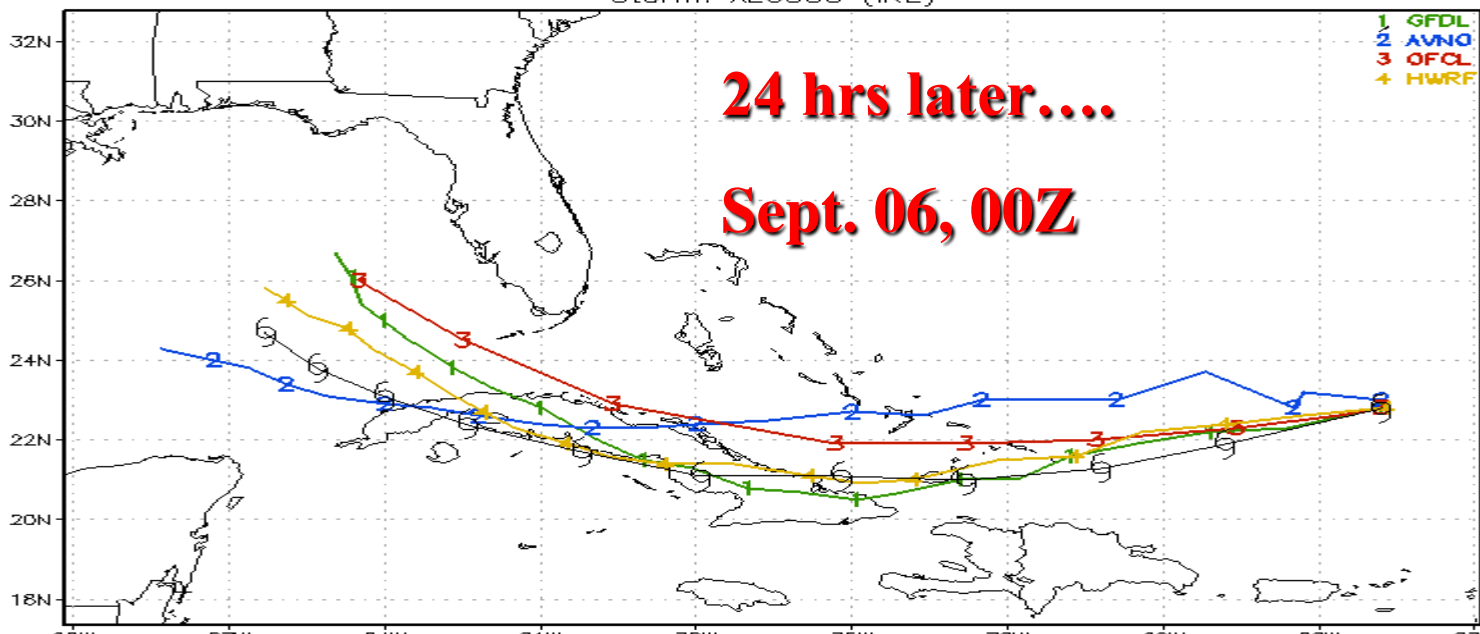 1 GFDL
2 AVNO
3 OFCL
4 HWRF
24 hrs later....
Sept. 06, 00Z
32N
30N
28N
26N
24N
22N
20N
18N